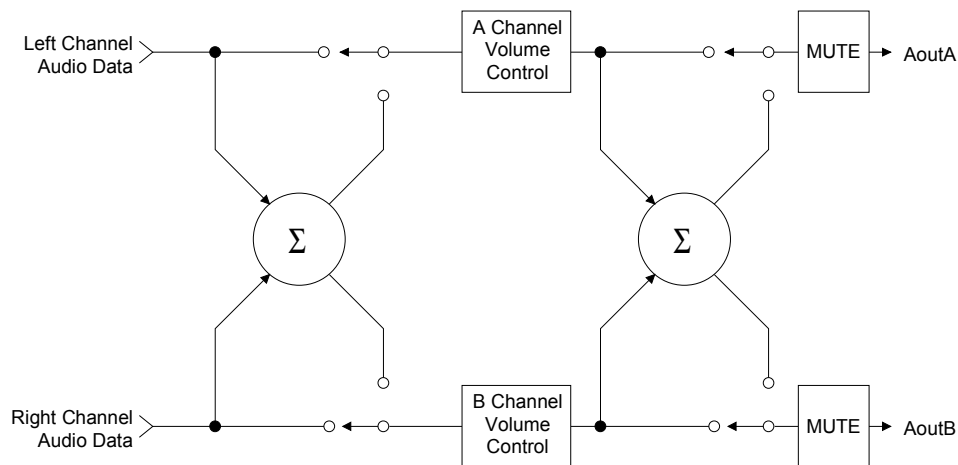 Left Channel
Audio Data
A Channel
Volume
Control
MUTE
AoutA
Σ
Σ
Right Channel
Audio Data
B Channel
Volume
Control
MUTE
AoutB